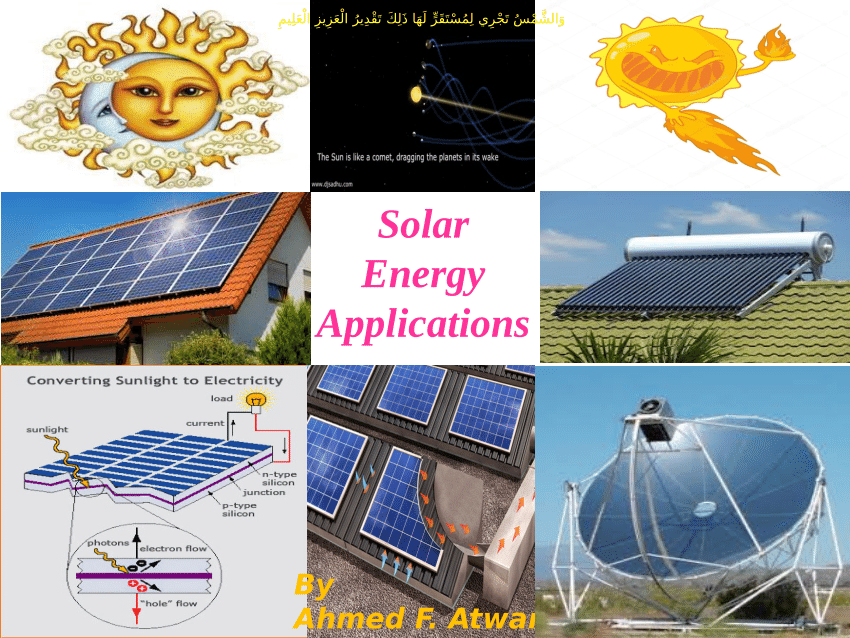 وَالشَّمْسُ تَجْرِي لِمُسْتَقَرٍّ لَهَا ذَلِكَ تَقْدِيرُ الْعَزِيزِ الْعَلِيمِ
The Sun is like a comet, dragging the planets in its wake
www.djsadhu.com
Solar
Energy
Applications
Converting Sunlight to Electricity
load
current
sunlight
n-type
silicon
junction
p-type
silicon
photons
electron flow
"hole" flow
By
Ahmed F. Atwan